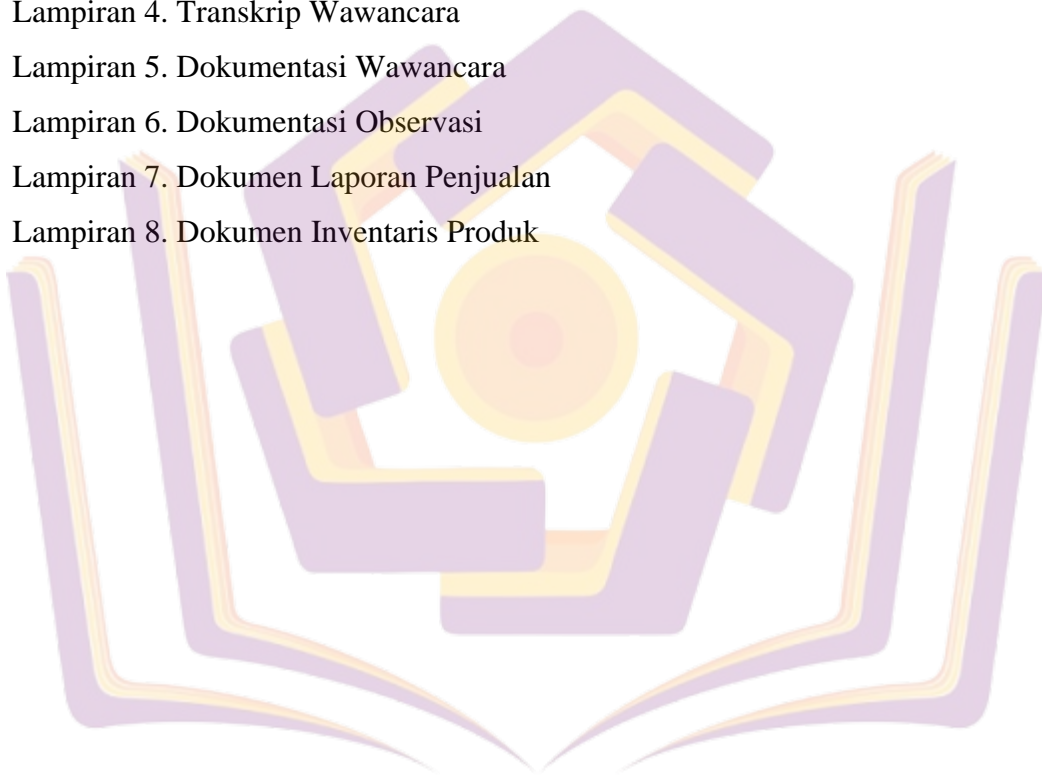 Lampiran 4. Transkrip Wawancara
Lampiran 5. Dokumentasi Wawancara
Lampiran 6. Dokumentasi Observasi
Lampiran 7. Dokumen Laporan Penjualan
Lampiran 8. Dokumen Inventaris Produk